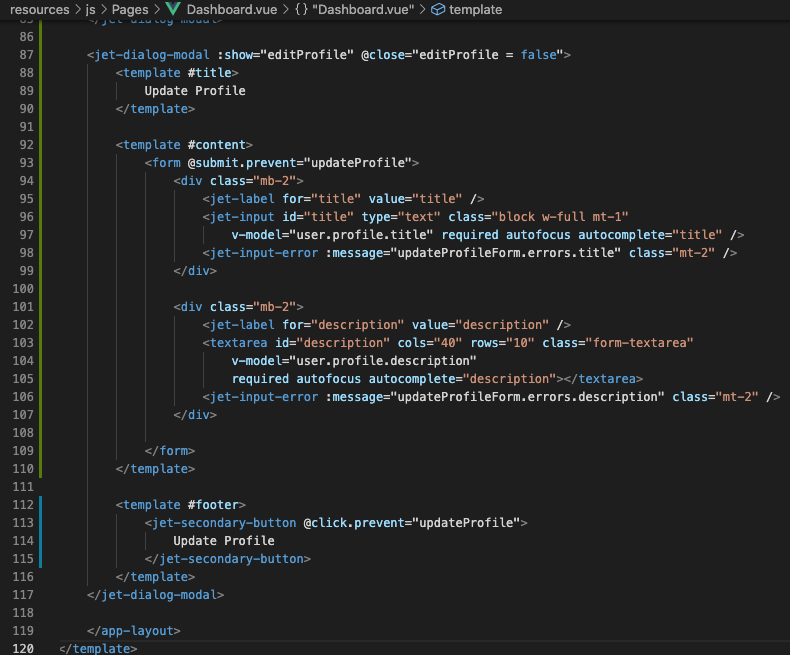 resources > js > Pages > Dashboard.vue > {} "Dashboard.vue" > template
85 </jet-dialog-modal>
86
87 <jet-dialog-modal :show="editProfile" @close="editProfile = false">
88 <template #title>
89 Update Profile
90 </template>
91
92 <template #content>
93 <form @submit.prevent="updateProfile">
94 <div class="mb-2">
95 <jet-label for="title" value="title" />
96 <jet-input id="title" type="text" class="block w-full mt-1"
97 v-model="user.profile.title" required autofocus autocomplete="title" />
98 <jet-input-error :message="updateProfileForm.errors.title" class="mt-2" />
99 </div>
100
101 <div class="mb-2">
102 <jet-label for="description" value="description" />
103 <textarea id="description" cols="40" rows="10" class="form-textarea"
104 v-model="user.profile.description"
105 required autofocus autocomplete="description"></textarea>
106 <jet-input-error :message="updateProfileForm.errors.description" class="mt-2" />
107 </div>
108
109 </form>
110 </template>
111
112 <template #footer>
113 <jet-secondary-button @click.prevent="updateProfile">
114 Update Profile
115 </jet-secondary-button>
116 </template>
117 </jet-dialog-modal>
118
119 </app-layout>
120 </template>